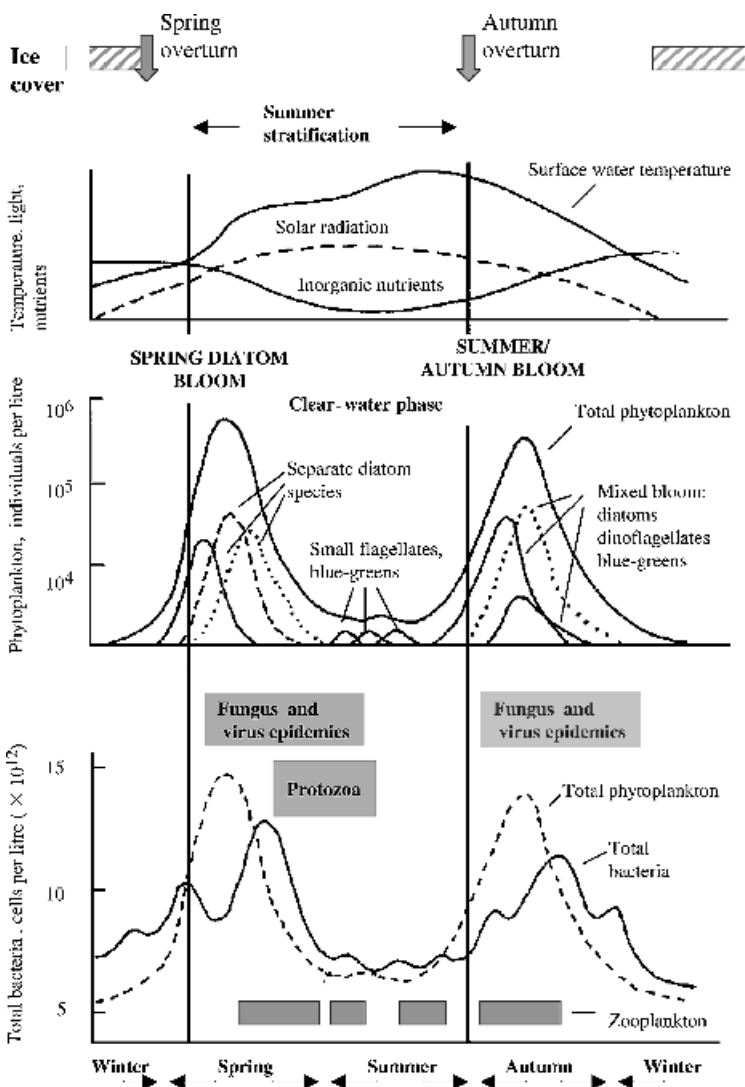 Spring
overturn
Autumn
overturn
Ice
cover
Summer
stratification
Surface water temperature
Solar radiation
Inorganic nutrients
Temperature, light,
nutrients
SPRING DIATOM
BLOOM
SUMMER/
AUTUMN BLOOM
Clear-water phase
10⁶
10⁵
10⁴
Total phytoplankton
Separate diatom
species
Mixed bloom:
diatoms
dinoflagellates
blue-greens
Small flagellates,
blue-greens
Phytoplankton, individuals per litre
Fungus and
virus epidemics
Fungus and
virus epidemics
Protozoa
15
10
5
Total phytoplankton
Total
bacteria
Total bacteria . cells per litre ( × 10¹²)
Zooplankton
Winter Spring Summer Autumn Winter